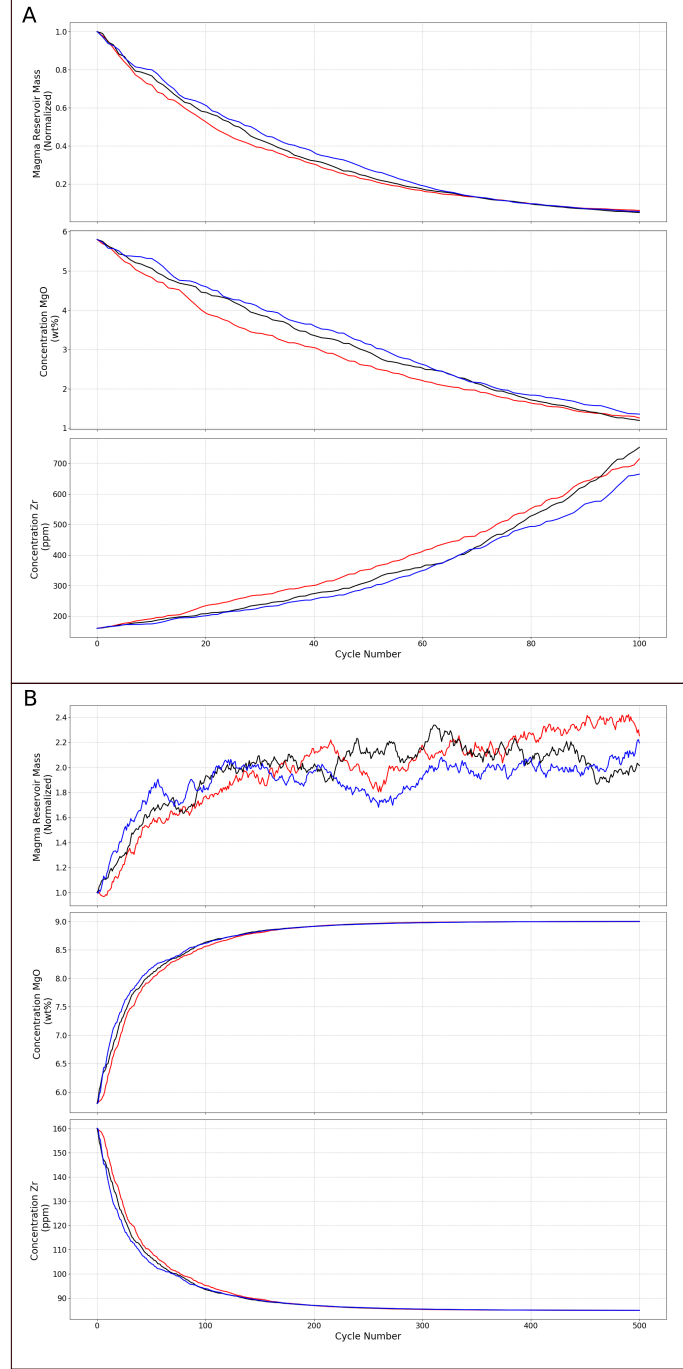 A
Magma Reservoir Mass
(Normalized)
1.0
0.8
0.6
0.4
0.2
Concentration MgO
(wt%)
6
5
4
3
2
1
Concentration Zr
(ppm)
700
600
500
400
300
200
0 20 40 60 80 100
Cycle Number
B
Magma Reservoir Mass
(Normalized)
2.4
2.2
2.0
1.8
1.6
1.4
1.2
1.0
Concentration MgO
(wt%)
9.0
8.5
8.0
7.5
7.0
6.5
6.0
Concentration Zr
(ppm)
160
150
140
130
120
110
100
90
0 100 200 300 400 500
Cycle Number